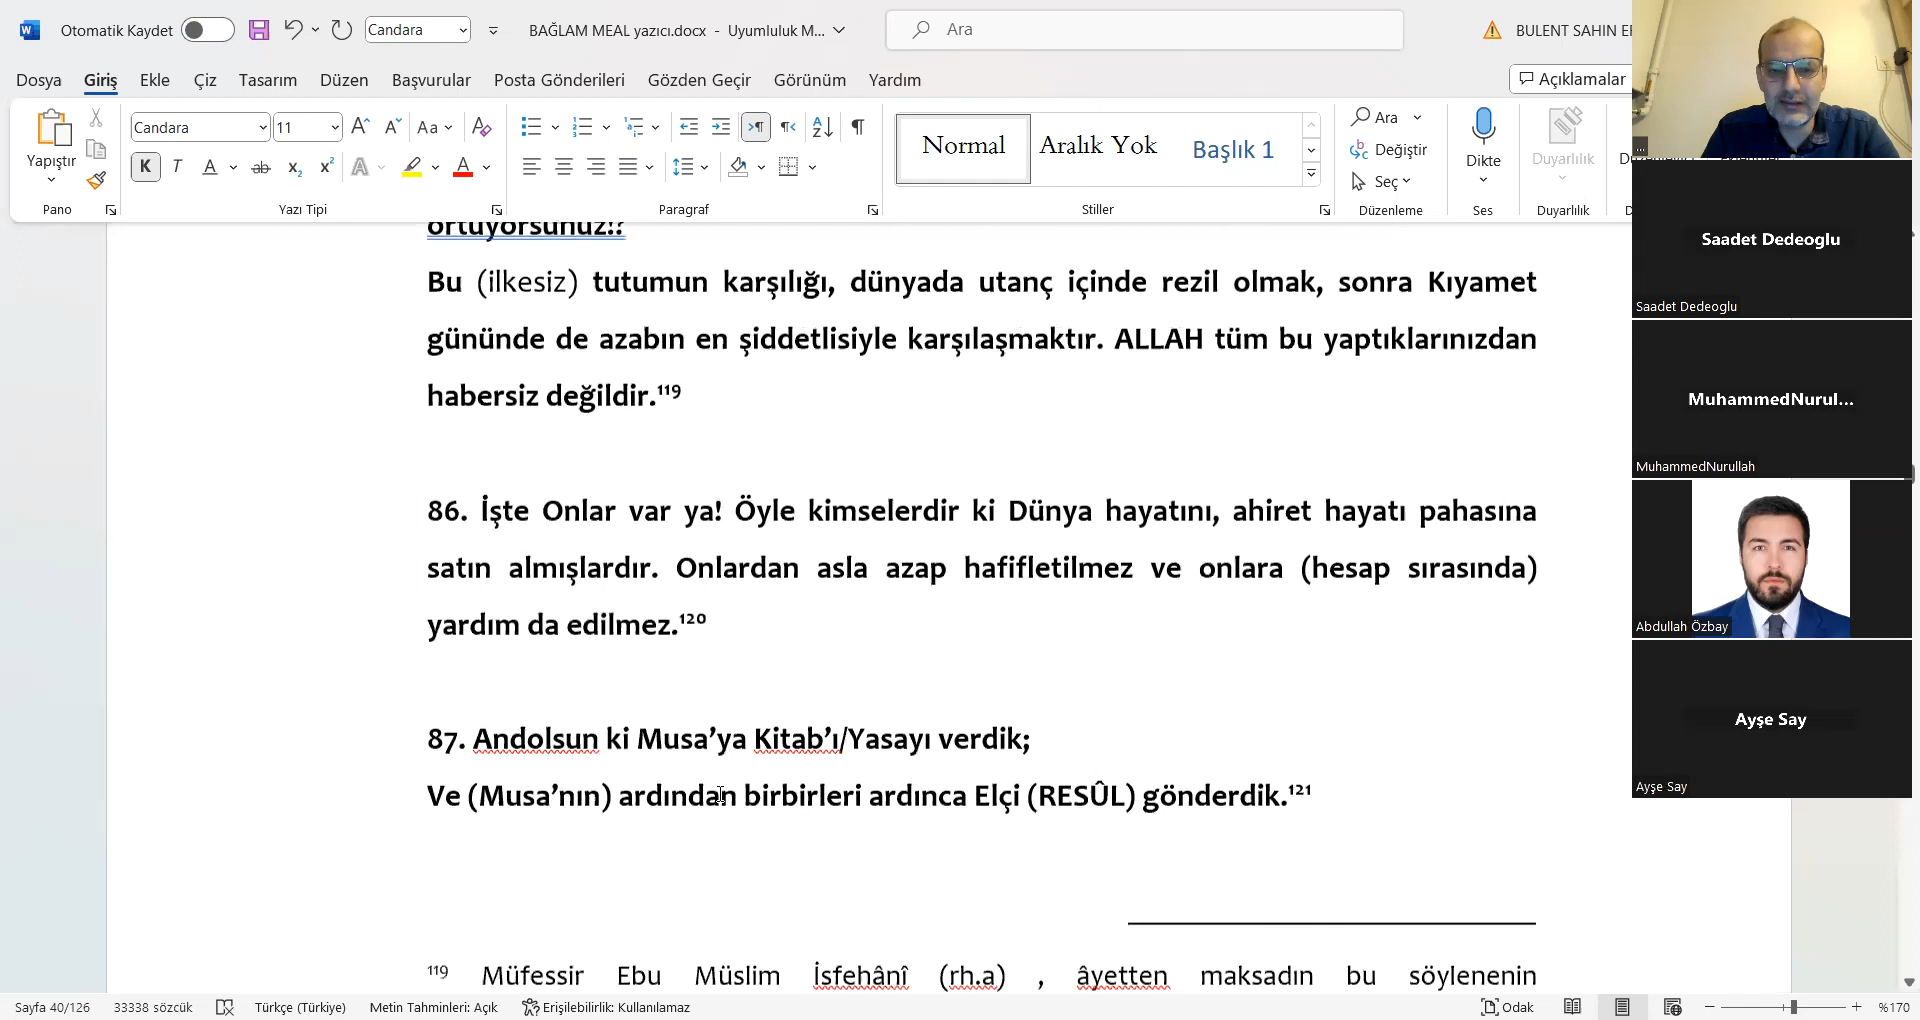 Otomatik Kaydet
Candara
BAĞLAM MEAL yazıcı.docx - Uyumluluk M...
Ara
BULENT SAHIN
Dosya Giriş Ekle Çiz Tasarım Düzen Başvurular Posta Gönderileri Gözden Geçir Görünüm Yardım
Açıklamalar
Yapıştır
Candara 11
Normal
Aralık Yok
Başlık 1
Ara
Değiştir
Seç
Dikte
Duyarlılık
Pano
Yazı Tipi
Paragraf
Stiller
Düzenleme
Ses
Duyarlılık
örtüyorsunuz!?
Bu (ilkesiz) tutumun karşılığı, dünyada utanç içinde rezil olmak, sonra Kıyamet
gününde de azabın en şiddetlisiyle karşılaşmaktır. ALLAH tüm bu yaptıklarınızdan
habersiz değildir.¹¹⁹
86. İşte Onlar var ya! Öyle kimselerdir ki Dünya hayatını, ahiret hayatı pahasına
satın almışlardır. Onlardan asla azap hafifletilmez ve onlara (hesap sırasında)
yardım da edilmez.¹²⁰
87. Andolsun ki Musa’ya Kitab’ı/Yasayı verdik;
Ve (Musa’nın) ardından birbirleri ardınca Elçi (RESÛL) gönderdik.¹²¹
¹¹⁹ Müfessir Ebu Müslim İsfehânî (rh.a) , âyetten maksadın bu söylenenin
Saadet Dedeoglu
Saadet Dedeoglu
MuhammedNurul...
MuhammedNurullah
Abdullah Özbay
Ayşe Say
Ayşe Say
Sayfa 40/126
33338 sözcük
Türkçe (Türkiye)
Metin Tahminleri: Açık
Erişilebilirlik: Kullanılamaz
Odak
%170